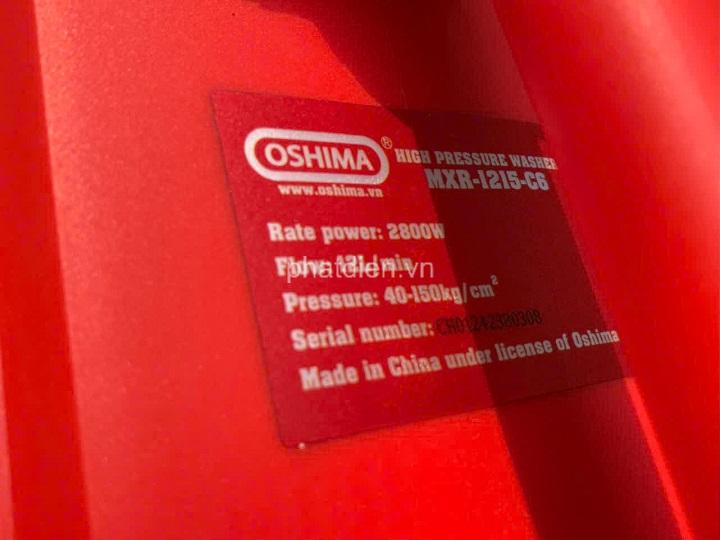 OSHIMA®
www.oshima.vn
HIGH PRESSURE WASHER
MXR-1215-C6
Rate power: 2800W
Flow:
phatdien.vn
Pressure: 40-150kg/cm²
Serial number:
Made in China under license of Oshima